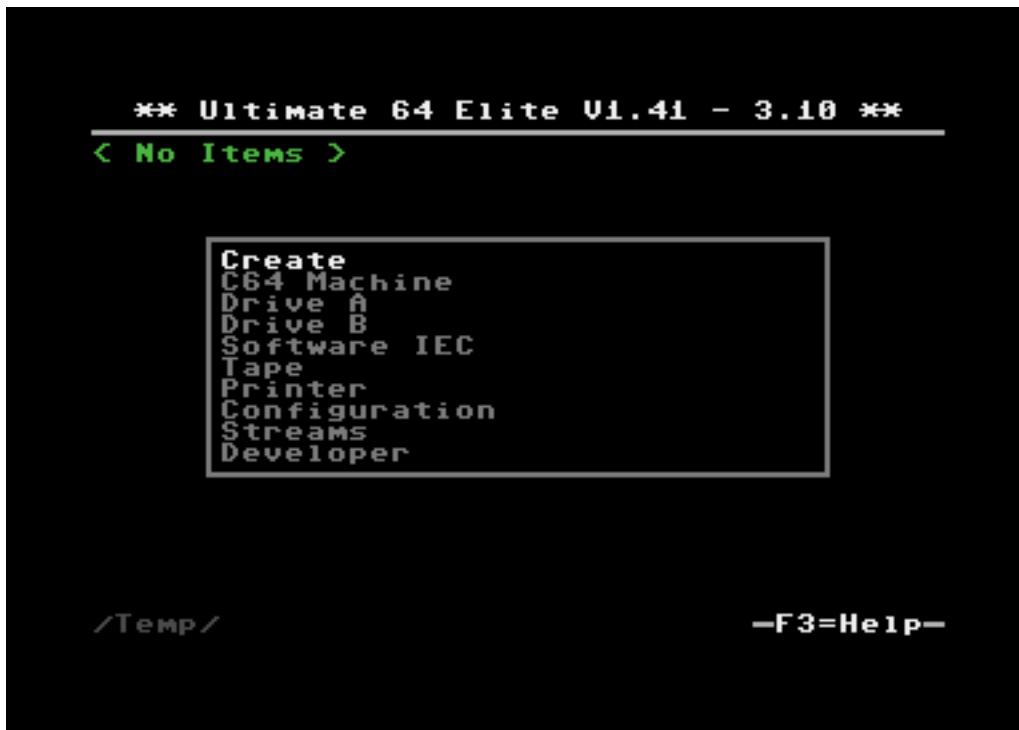 ** Ultimate 64 Elite V1.41 - 3.10 **
< No Items >
Create
C64 Machine
Drive A
Drive B
Software IEC
Tape
Printer
Configuration
Streams
Developer
/Temp/
—F3=Help—